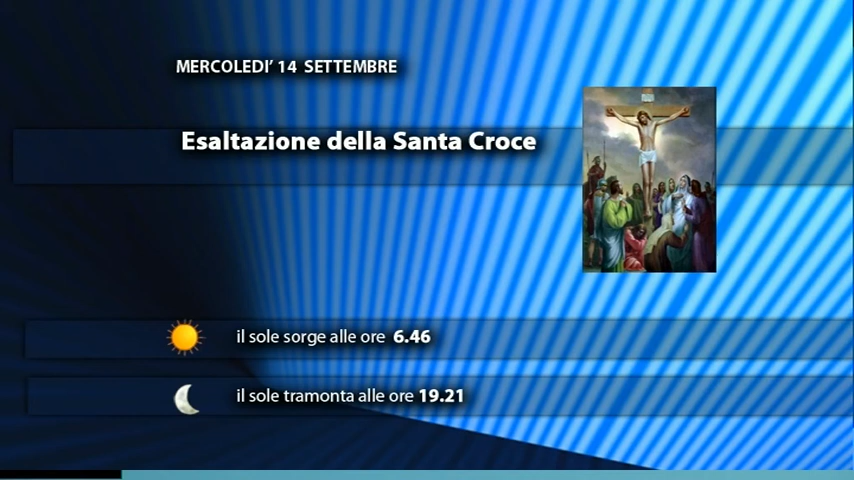 MERCOLEDI’ 14 SETTEMBRE
Esaltazione della Santa Croce
il sole sorge alle ore 6.46
il sole tramonta alle ore 19.21